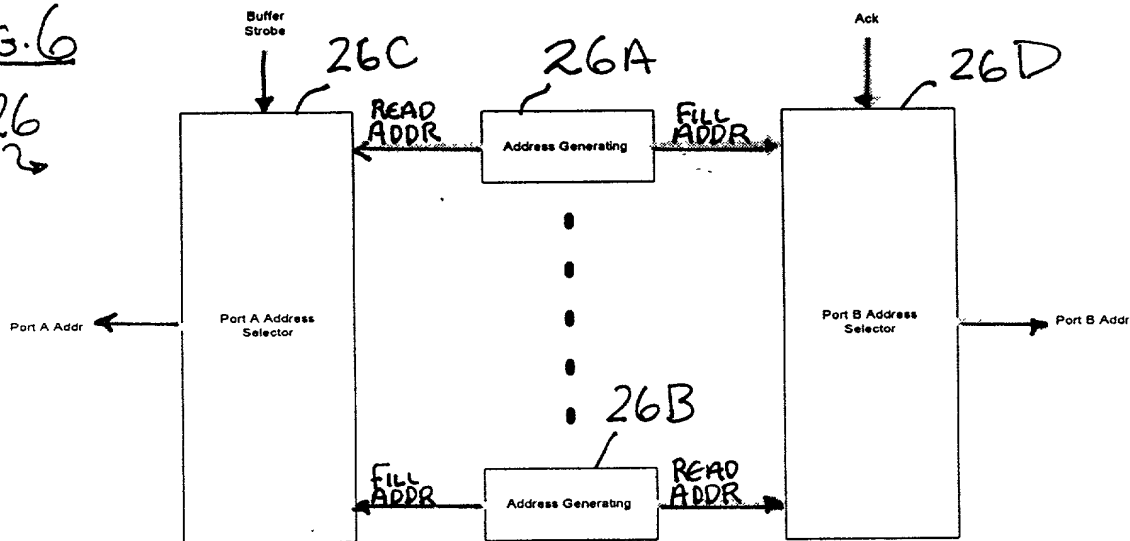 G.6
26
Buffer
Strobe
26C
26A
Ack
26D
READ
ADDR
Address Generating
FILL
ADDR
Port A Addr
Port A Address
Selector
Port B Address
Selector
Port B Addr
26B
FILL
ADDR
Address Generating
READ
ADDR